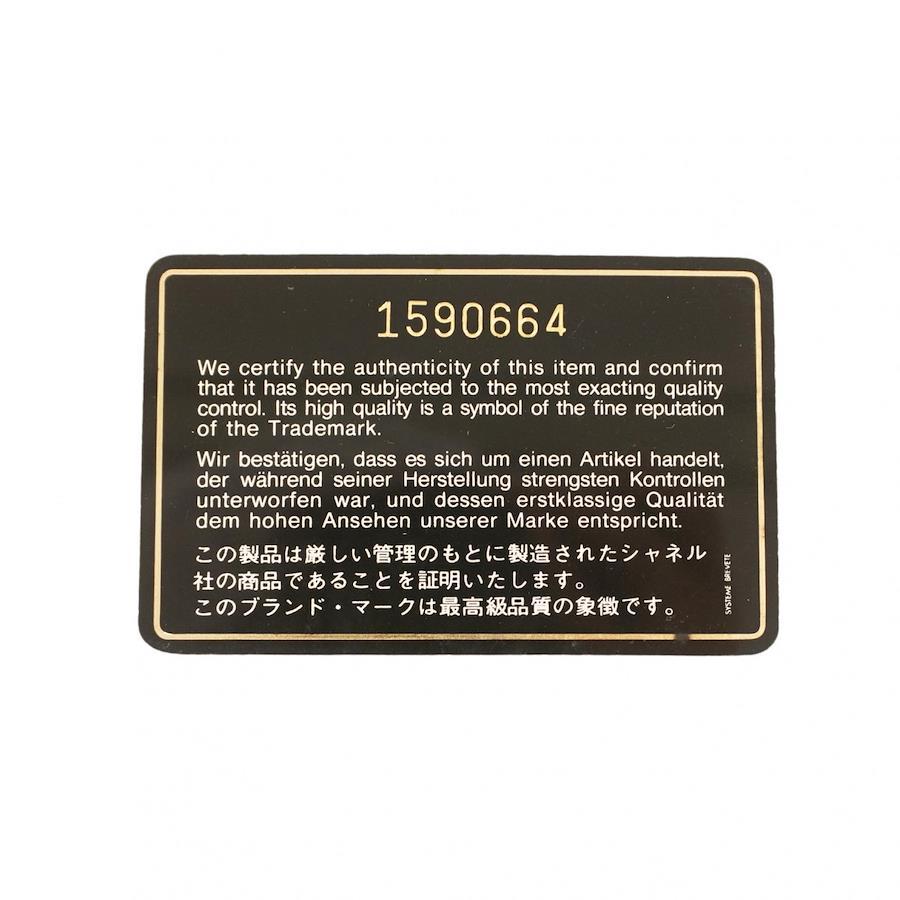 1590664
We certify the authenticity of this item and confirm
that it has been subjected to the most exacting quality
control. Its high quality is a symbol of the fine reputation
of the Trademark.
Wir bestätigen, dass es sich um einen Artikel handelt,
der während seiner Herstellung strengsten Kontrollen
unterworfen war, und dessen erstklassige Qualität
dem hohen Ansehen unserer Marke entspricht.
この製品は厳しい管理のもとに製造されたシャネル
社の商品であることを証明いたします。
このブランド・マークは最高級品質の象徴です。
SYSTEME BREVETE